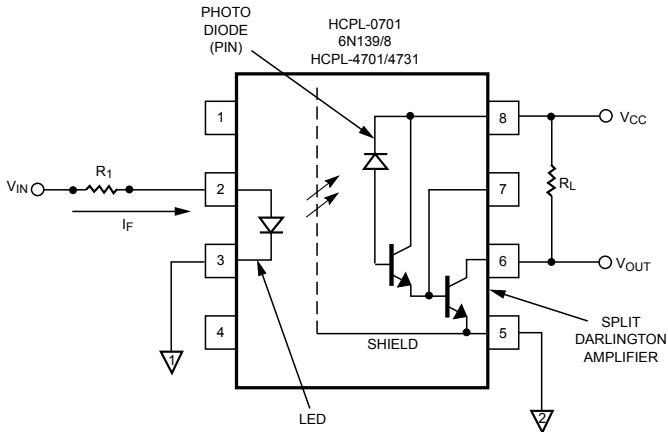 PHOTO
DIODE
(PIN)
HCPL-0701
6N139/8
HCPL-4701/4731
1
8
VCC
VIN
R1
2
7
RL
IF
3
6
VOUT
4
SHIELD
5
SPLIT
DARLINGTON
AMPLIFIER
1
LED
2